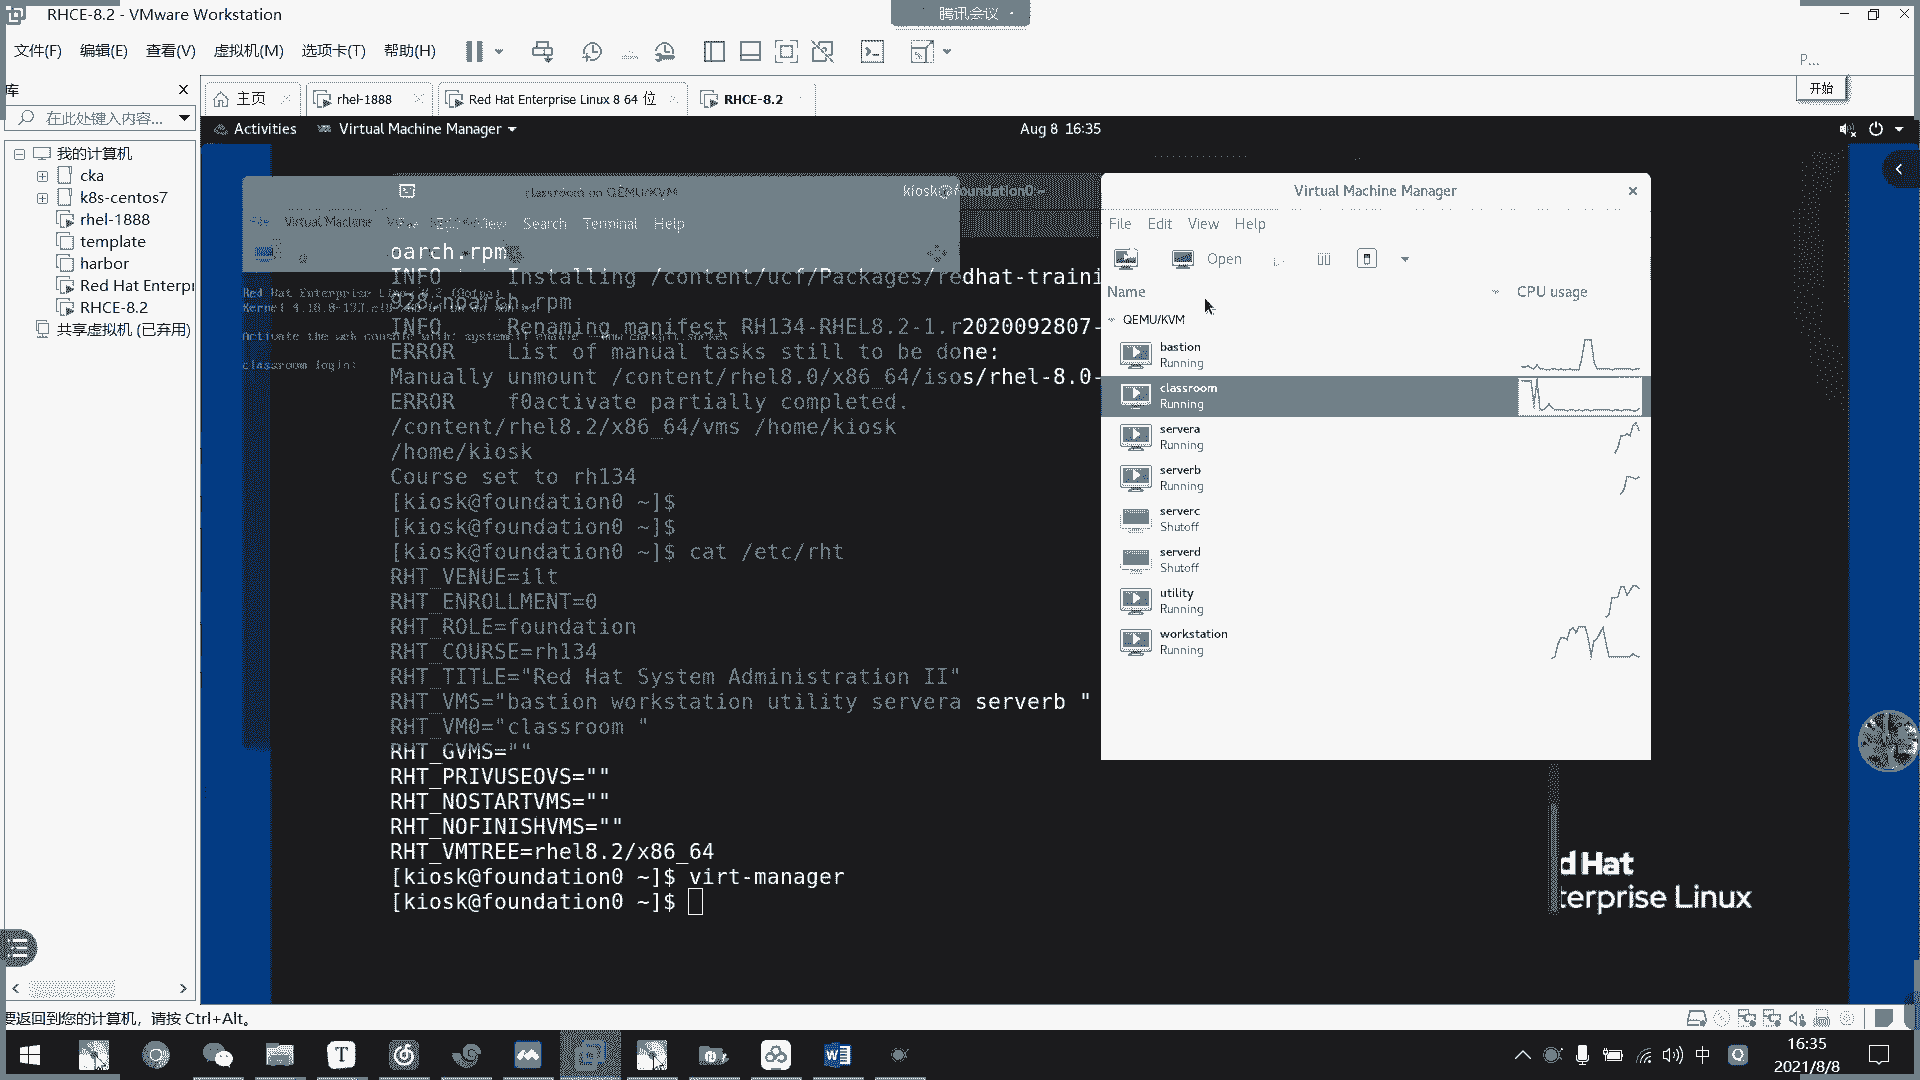 RHCE-8.2 - VMware Workstation
腾讯会议
文件(F) 编辑(E) 查看(V) 虚拟机(M) 选项卡(T) 帮助(H)
P...
开始
库
在此处键入内容...
主页
rhel-1888
Red Hat Enterprise Linux 8 64 位
RHCE-8.2
我的计算机
cka
k8s-centos7
rhel-1888
template
harbor
Red Hat Enterpr
RHCE-8.2
共享虚拟机 (已弃用)
Activities
Virtual Machine Manager
Aug 8 16:35
classroom on QEMU/KVM
kiosk@foundation0:~
File Virtual Machine
Edit View Search Terminal Help
classroom login:
oarch.rpm
INFO Installing /content/ucf/Packages/redhat-traini
928.noarch.rpm
INFO Renaming manifest RH134-RHEL8.2-1.r2020092807-
ERROR List of manual tasks still to be done:
Manually unmount /content/rhel8.0/x86_64/isos/rhel-8.0-
ERROR f0activate partially completed.
/content/rhel8.2/x86_64/vms /home/kiosk
/home/kiosk
Course set to rh134
[kiosk@foundation0 ~]$
[kiosk@foundation0 ~]$
[kiosk@foundation0 ~]$ cat /etc/rht
RHT_VENUE=ilt
RHT_ENROLLMENT=0
RHT_ROLE=foundation
RHT_COURSE=rh134
RHT_TITLE="Red Hat System Administration II"
RHT_VMS="bastion workstation utility servera serverb "
RHT_VM0="classroom "
RHT_GVMS=""
RHT_PRIVUSEOVS=""
RHT_NOSTARTVMS=""
RHT_NOFINISHVMS=""
RHT_VMTREE=rhel8.2/x86_64
[kiosk@foundation0 ~]$ virt-manager
[kiosk@foundation0 ~]$
Virtual Machine Manager
File Edit View Help
Open
Name CPU usage
QEMU/KVM
bastion
Running
classroom
Running
servera
Running
serverb
Running
serverc
Shutoff
serverd
Shutoff
utility
Running
workstation
Running
d Hat
terprise Linux
要返回到您的计算机，请按 Ctrl+Alt。
中
16:35
2021/8/8